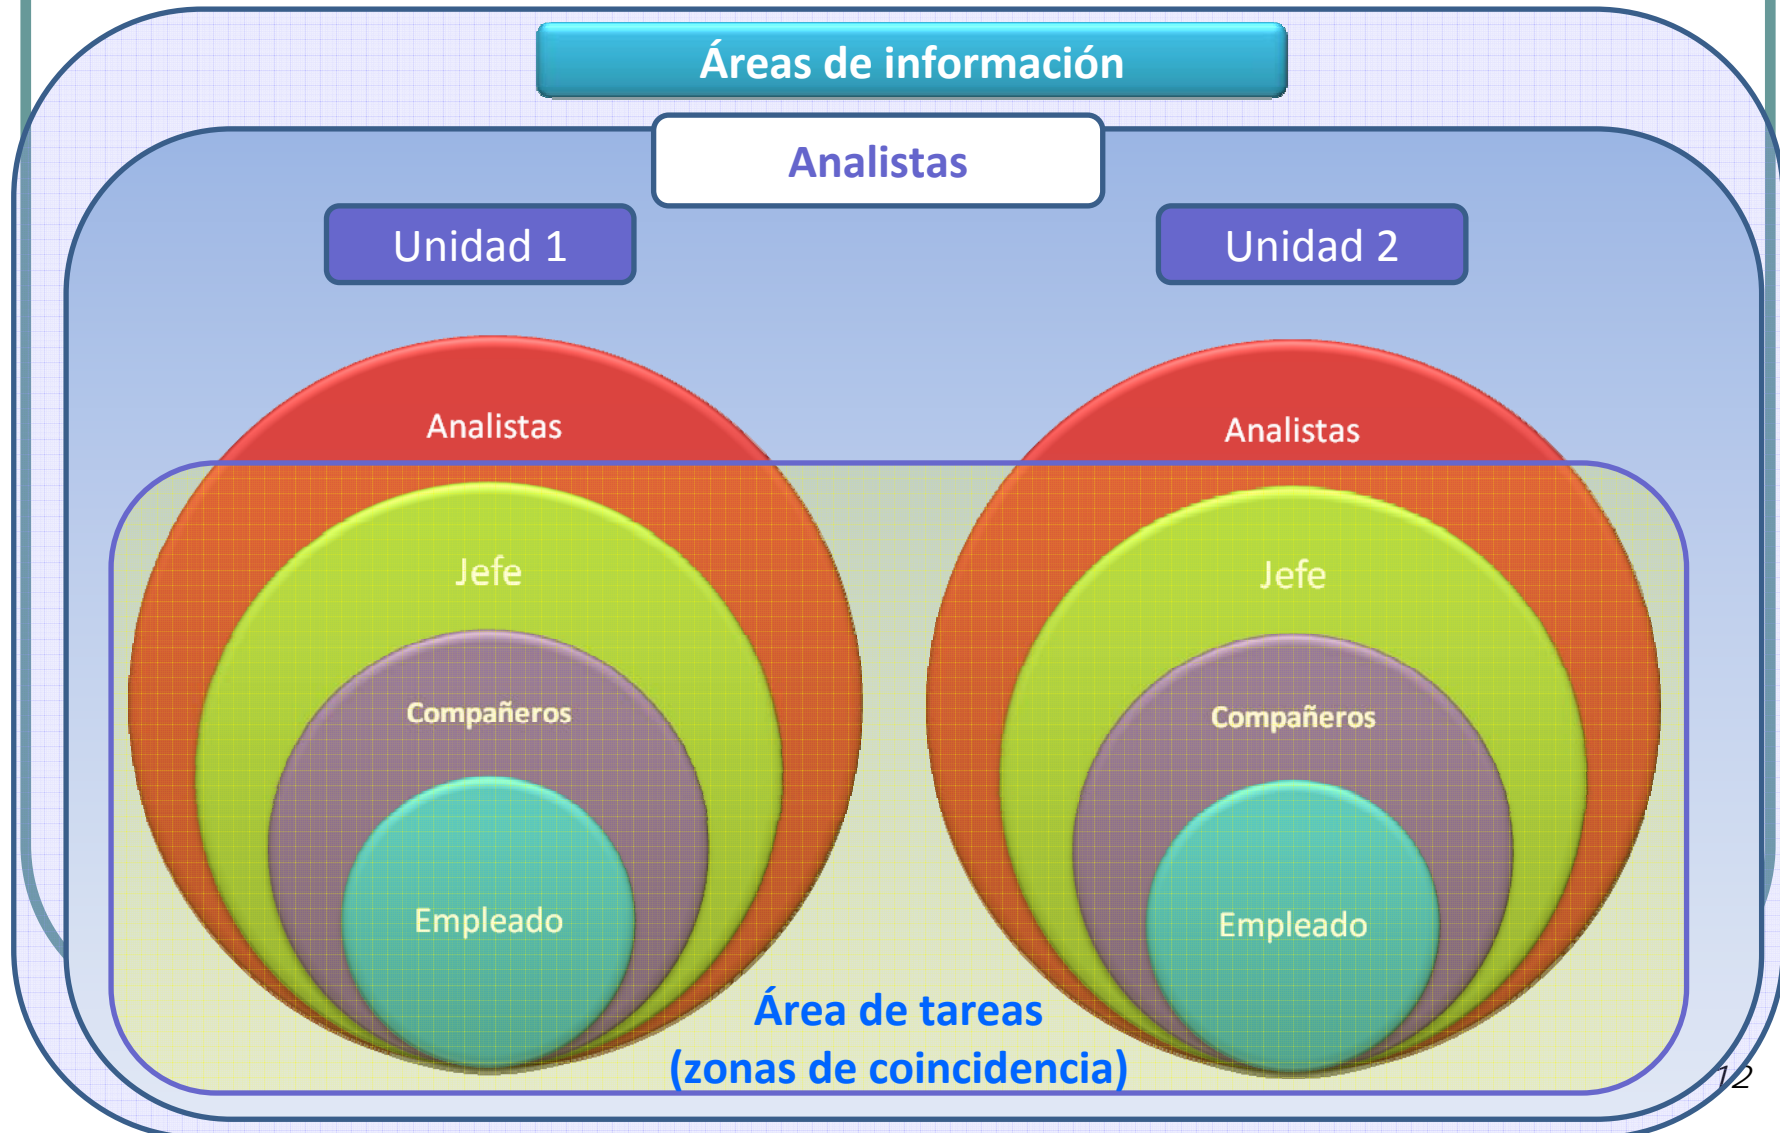 Áreas de información
Analistas
Unidad 1
Unidad 2
Analistas
Jefe
Compañeros
Empleado
Analistas
Jefe
Compañeros
Empleado
Área de tareas
(zonas de coincidencia)
12